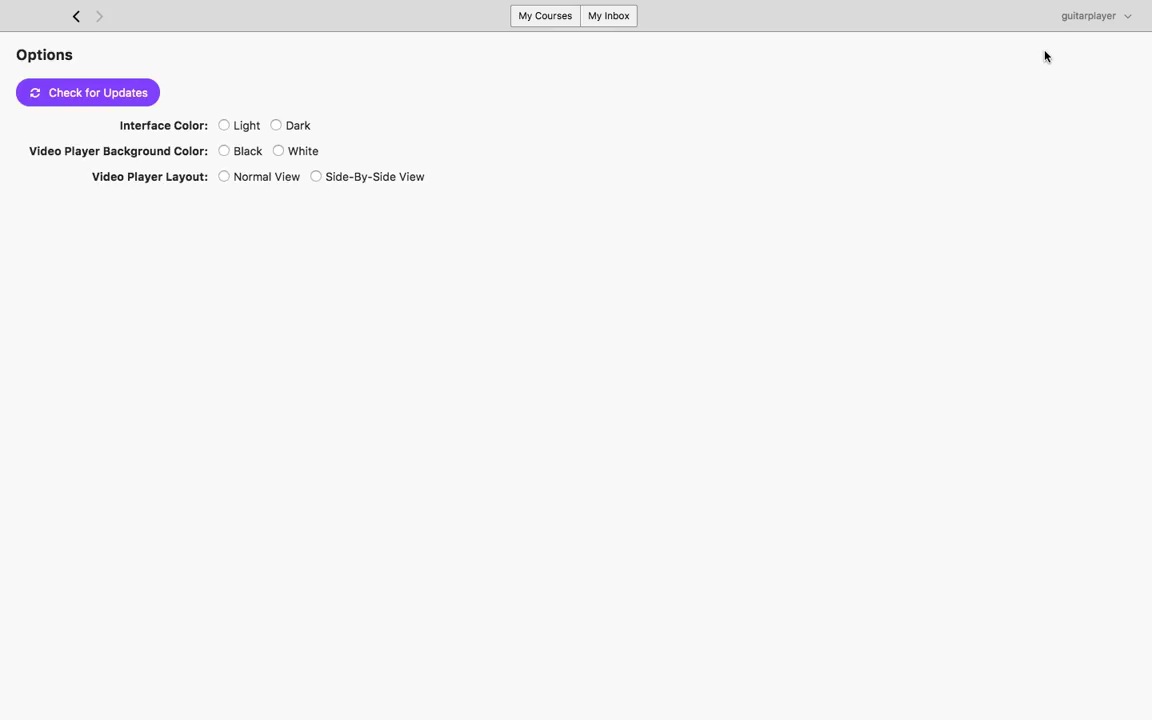 My Courses My Inbox guitarplayer
Options
Check for Updates
Interface Color: Light Dark
Video Player Background Color: Black White
Video Player Layout: Normal View Side-By-Side View